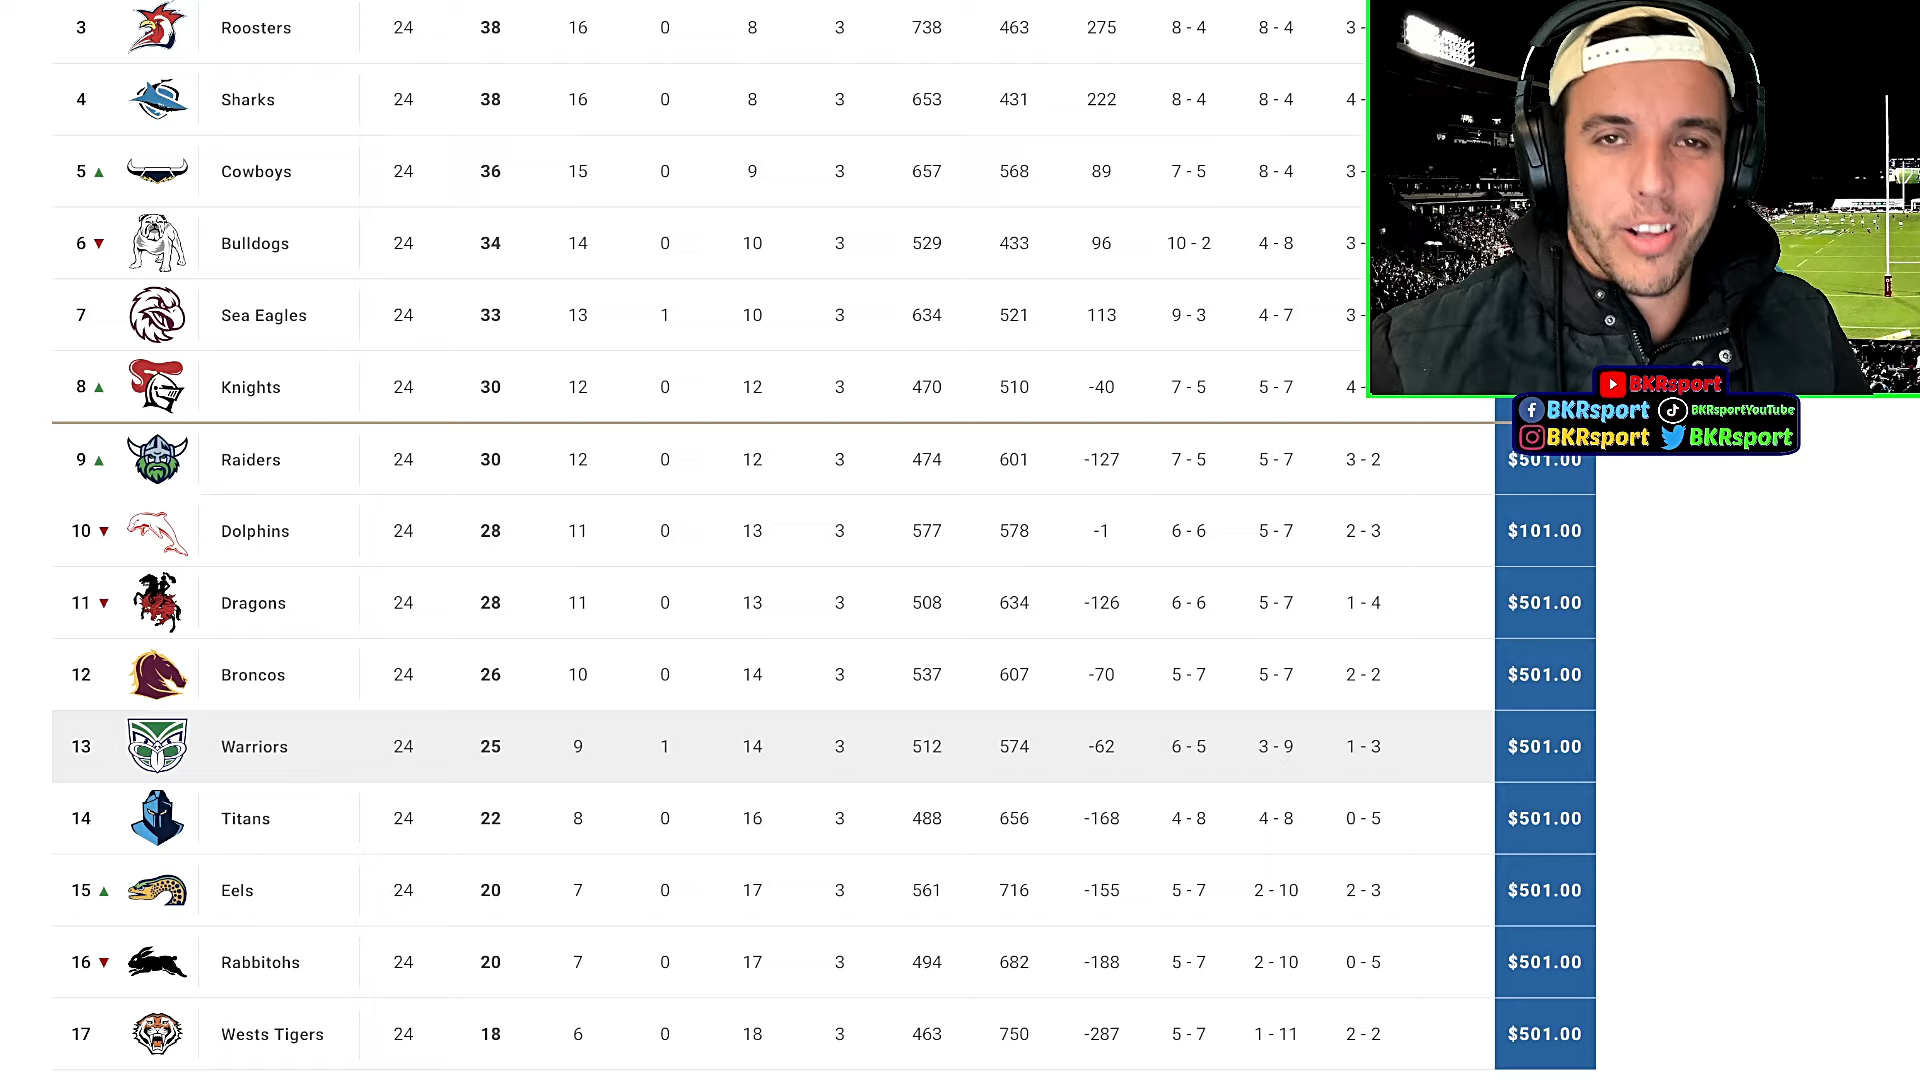 3 Roosters 24 38 16 0 8 3 738 463 275 8 - 4 8 - 4 3 -
4 Sharks 24 38 16 0 8 3 653 431 222 8 - 4 8 - 4 4 -
5 Cowboys 24 36 15 0 9 3 657 568 89 7 - 5 8 - 4 3 -
6 Bulldogs 24 34 14 0 10 3 529 433 96 10 - 2 4 - 8 3 -
7 Sea Eagles 24 33 13 1 10 3 634 521 113 9 - 3 4 - 7 3 -
8 Knights 24 30 12 0 12 3 470 510 -40 7 - 5 5 - 7 4 -
BKRsport
BKRsport BKRsportYouTube
BKRsport BKRsport
9 Raiders 24 30 12 0 12 3 474 601 -127 7 - 5 5 - 7 3 - 2 $501.00
10 Dolphins 24 28 11 0 13 3 577 578 -1 6 - 6 5 - 7 2 - 3 $101.00
11 Dragons 24 28 11 0 13 3 508 634 -126 6 - 6 5 - 7 1 - 4 $501.00
12 Broncos 24 26 10 0 14 3 537 607 -70 5 - 7 5 - 7 2 - 2 $501.00
13 Warriors 24 25 9 1 14 3 512 574 -62 6 - 5 3 - 9 1 - 3 $501.00
14 Titans 24 22 8 0 16 3 488 656 -168 4 - 8 4 - 8 0 - 5 $501.00
15 Eels 24 20 7 0 17 3 561 716 -155 5 - 7 2 - 10 2 - 3 $501.00
16 Rabbitohs 24 20 7 0 17 3 494 682 -188 5 - 7 2 - 10 0 - 5 $501.00
17 Wests Tigers 24 18 6 0 18 3 463 750 -287 5 - 7 1 - 11 2 - 2 $501.00